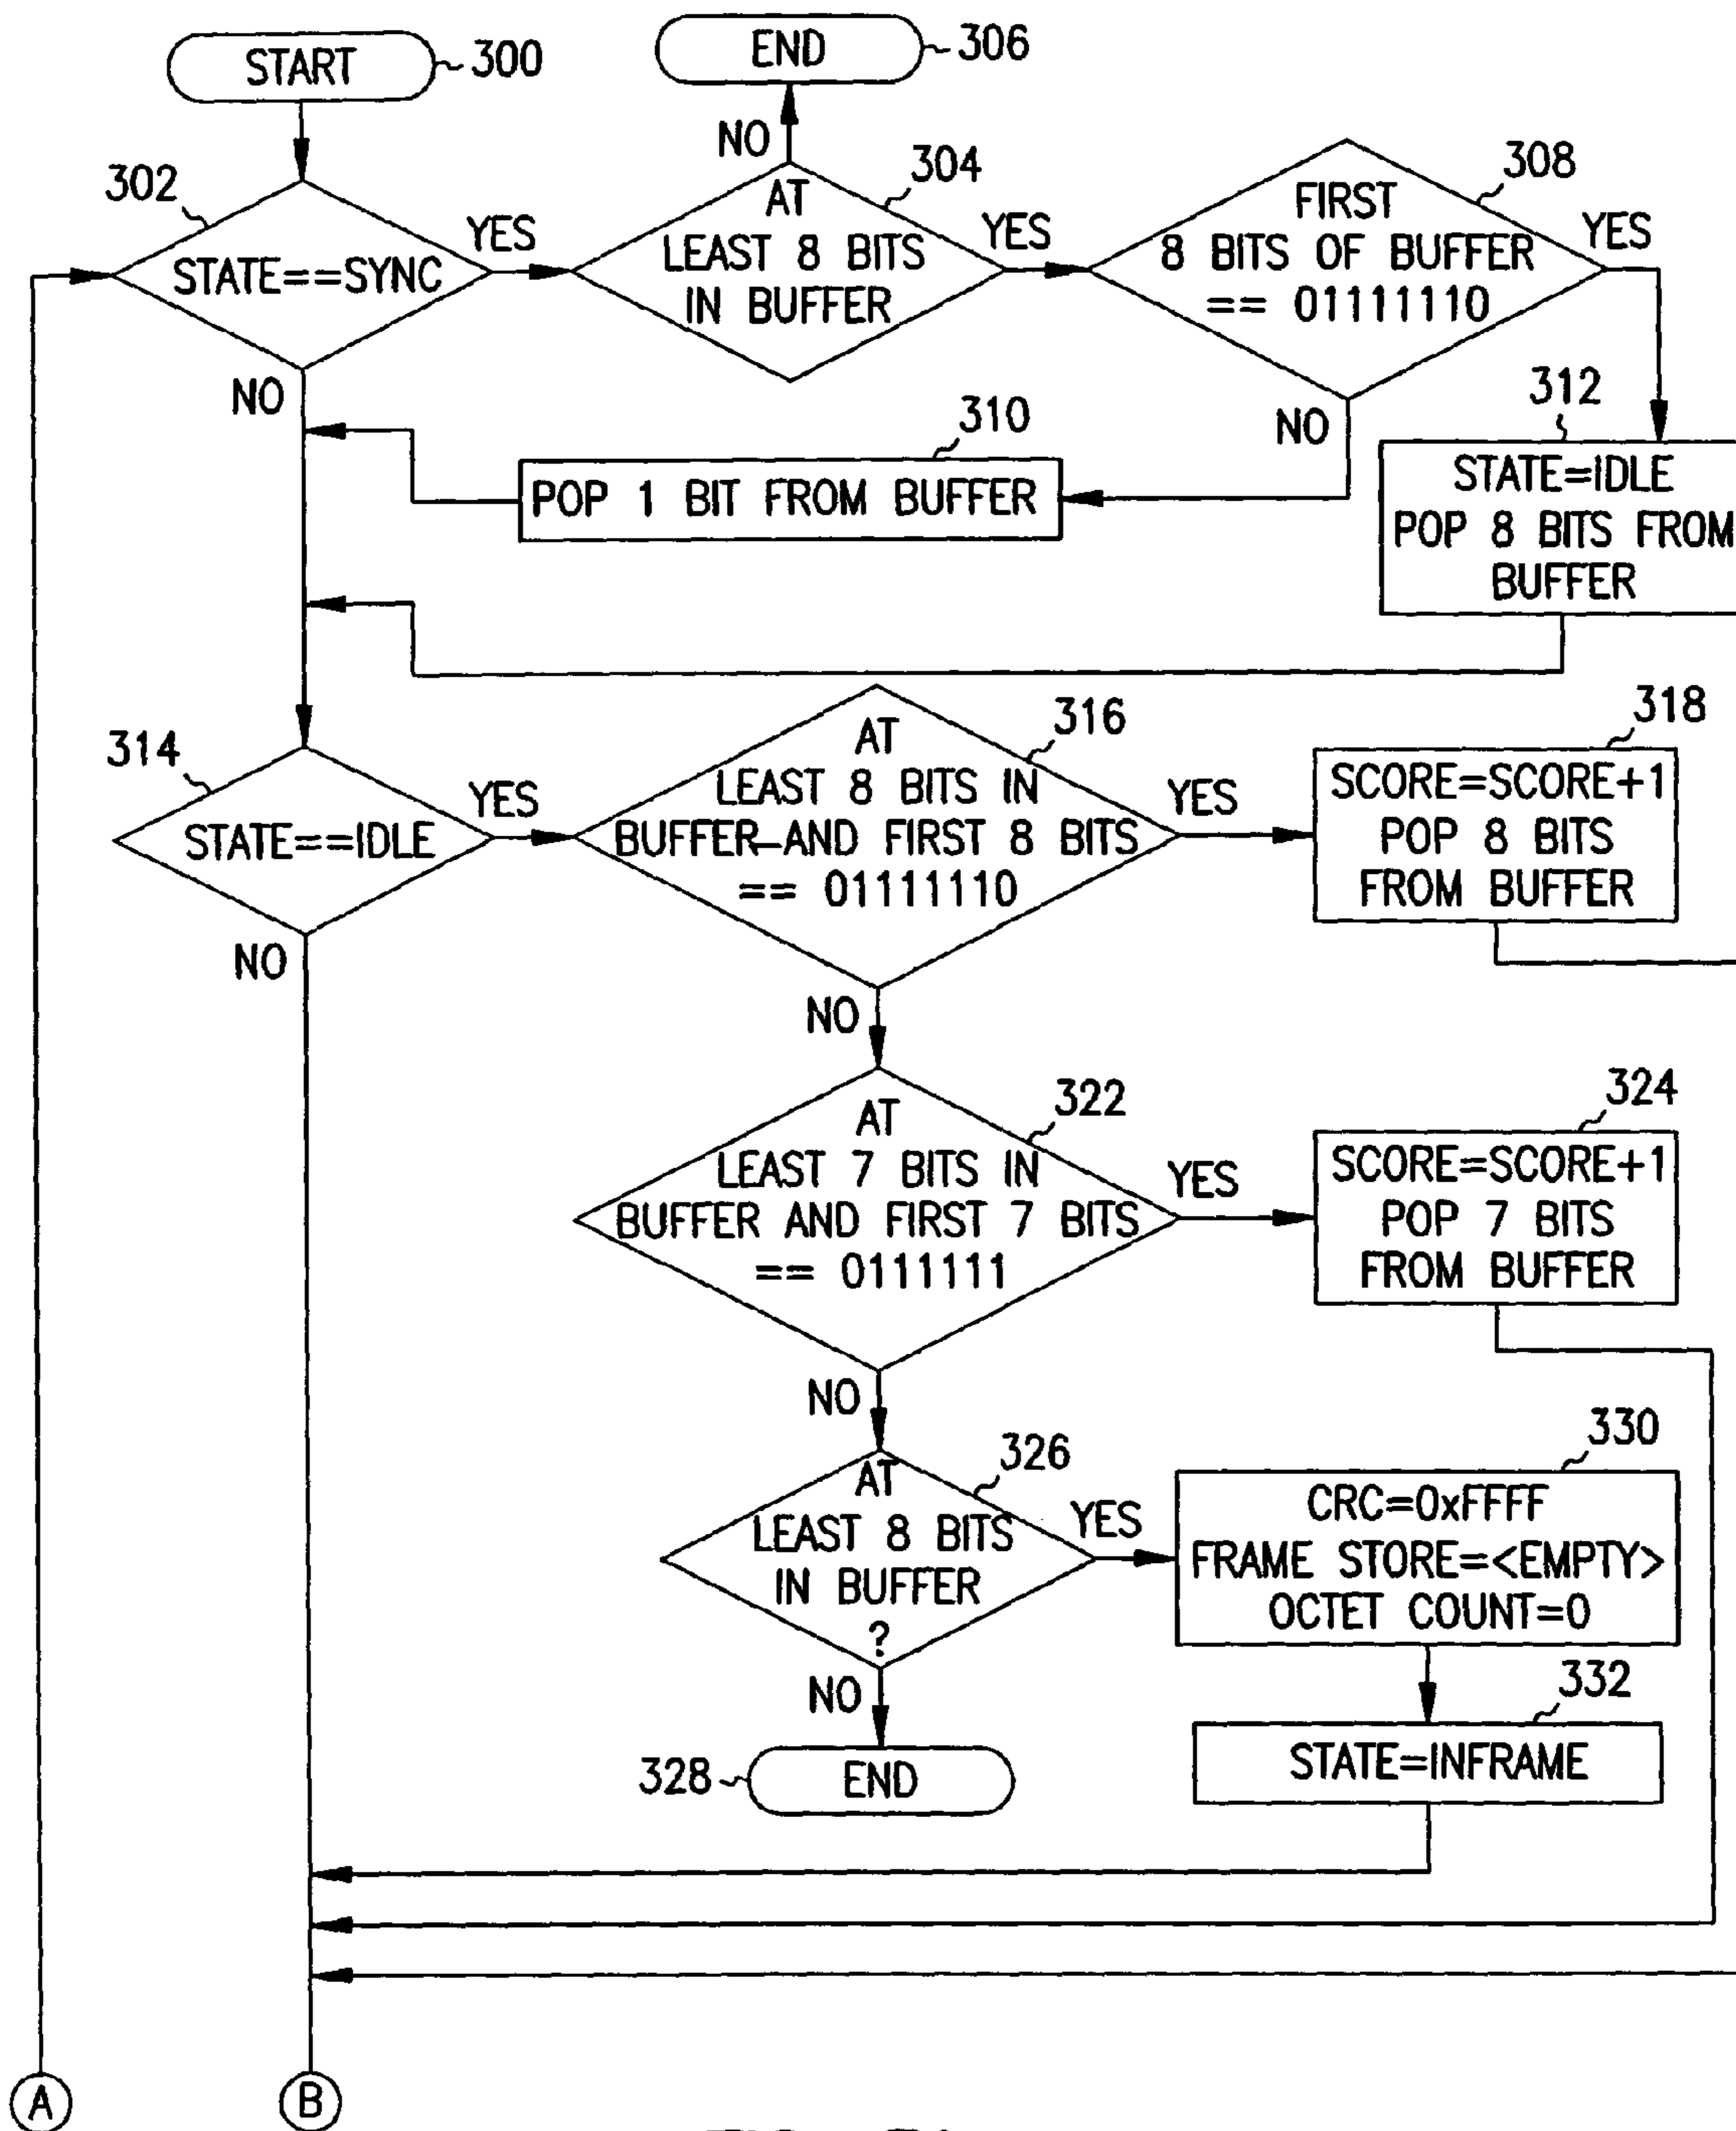 START
300
END
306
NO
302
STATE==SYNC
YES
304
AT
LEAST 8 BITS
IN BUFFER
YES
308
FIRST
8 BITS OF BUFFER
== 01111110
YES
NO
310
POP 1 BIT FROM BUFFER
NO
312
STATE=IDLE
POP 8 BITS FROM
BUFFER
314
STATE==IDLE
YES
316
AT
LEAST 8 BITS IN
BUFFER-AND FIRST 8 BITS
== 01111110
YES
318
SCORE=SCORE+1
POP 8 BITS
FROM BUFFER
NO
NO
322
AT
LEAST 7 BITS IN
BUFFER AND FIRST 7 BITS
== 0111111
YES
324
SCORE=SCORE+1
POP 7 BITS
FROM BUFFER
NO
326
AT
LEAST 8 BITS
IN BUFFER
?
YES
330
CRC=0xFFFF
FRAME STORE=<EMPTY>
OCTET COUNT=0
NO
332
STATE=INFRAME
328
END
A
B